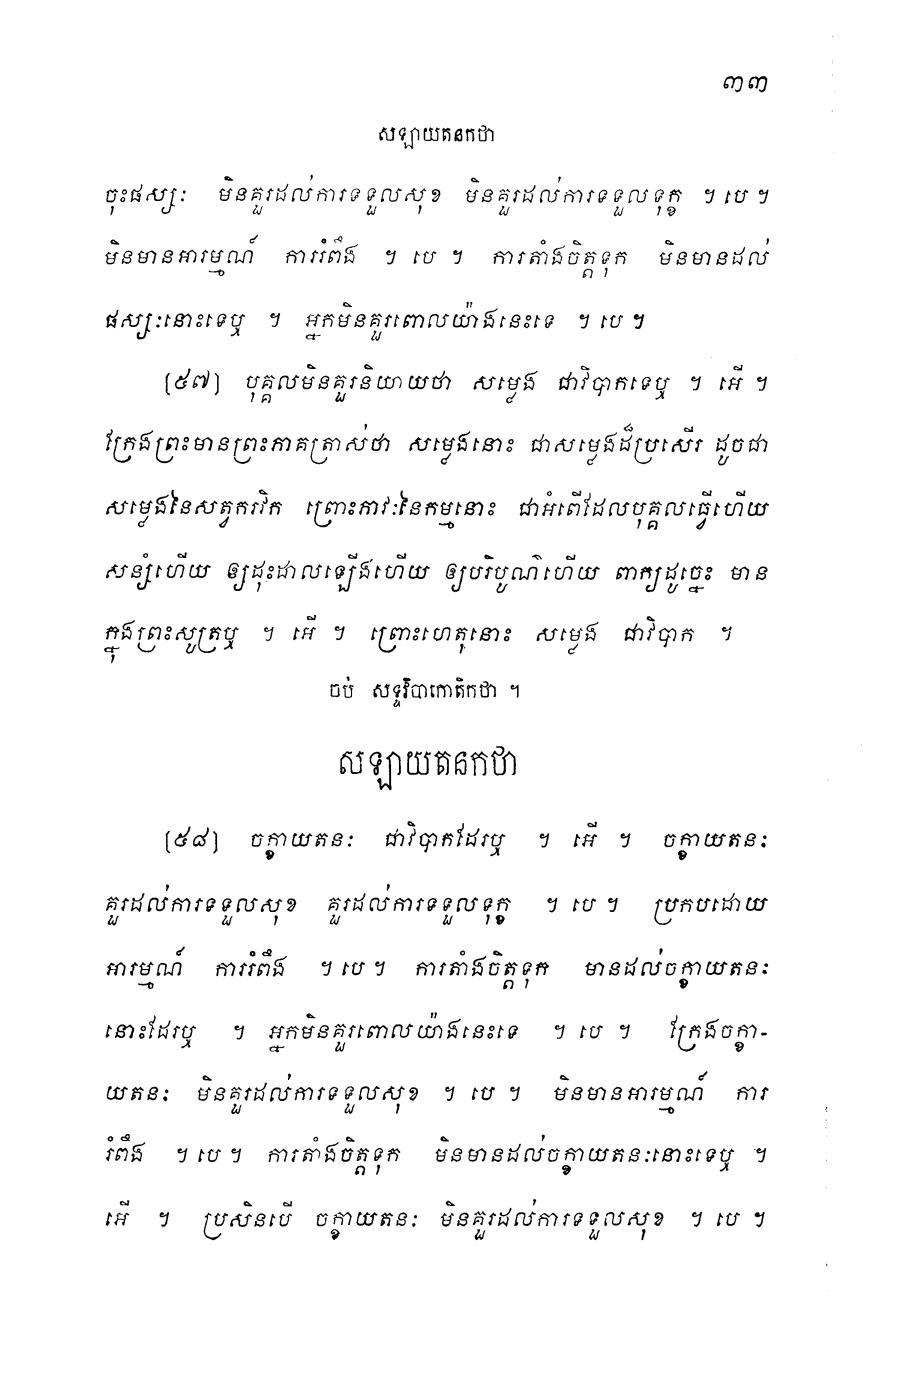 ៣៣
សឡាយតនកថា
ចុះផស្សៈ មិនគួរដល់ការទទួលសុខ មិនគួរដល់ការទទួលទុក្ខ ។ បេ ។
មិនមានអារម្មណ៍ ការរំពឹង ។ បេ ។ ការតាំងចិត្តទុក មិនមានដល់
ផស្សៈនោះទេឬ ។ អ្នកមិនគួរពោលយ៉ាងនេះទេ ។ បេ ។
(៥៧) បុគ្គលមិនគួរនិយាយថា សម្លេង ជាវិបាកទេឬ ។ អើ ។
ក្រែងព្រះមានព្រះភាគត្រាស់ថា សម្លេងនោះ ជាសម្លេងដ៏ប្រសើរ ដូចជា
សម្លេងនៃសត្វករវិក ព្រោះភាវៈនៃកម្មនោះ ជាអំពើដែលបុគ្គលធ្វើហើយ
សន្សំហើយ ឲ្យដុះដាលឡើងហើយ ឲ្យបរិបូណ៌ហើយ ពាក្យដូច្នេះ មាន
ក្នុងព្រះសូត្រឬ ។ អើ ។ ព្រោះហេតុនោះ សម្លេង ជាវិបាក ។
ចប់ សទ្ទវិបាកោតិកថា ។
សឡាយតនកថា
(៥៨) ចក្ខាយតនៈ ជាវិបាកដែរឬ ។ អើ ។ ចក្ខាយតនៈ
គួរដល់ការទទួលសុខ គួរដល់ការទទួលទុក្ខ ។ បេ ។ ប្រកបដោយ
អារម្មណ៍ ការរំពឹង ។ បេ ។ ការតាំងចិត្តទុក មានដល់ចក្ខាយតនៈ
នោះដែរឬ ។ អ្នកមិនគួរពោលយ៉ាងនេះទេ ។ បេ ។ ក្រែងចក្ខា-
យតនៈ មិនគួរដល់ការទទួលសុខ ។ បេ ។ មិនមានអារម្មណ៍ ការ
រំពឹង ។ បេ ។ ការតាំងចិត្តទុក មិនមានដល់ចក្ខាយតនៈនោះទេឬ ។
អើ ។ ប្រសិនបើ ចក្ខាយតនៈ មិនគួរដល់ការទទួលសុខ ។ បេ ។